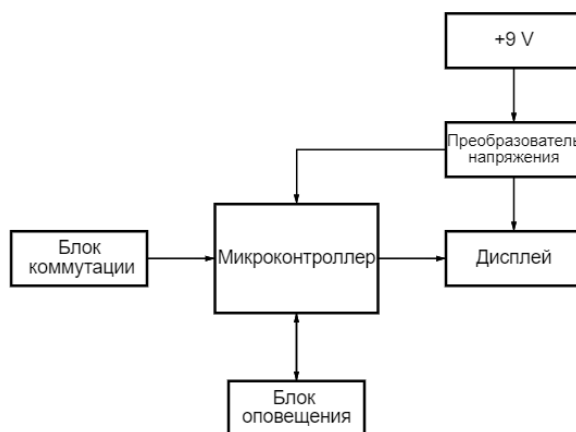 +9 V
Преобразователь
напряжения
Блок
коммутации
Микроконтроллер
Дисплей
Блок
оповещения